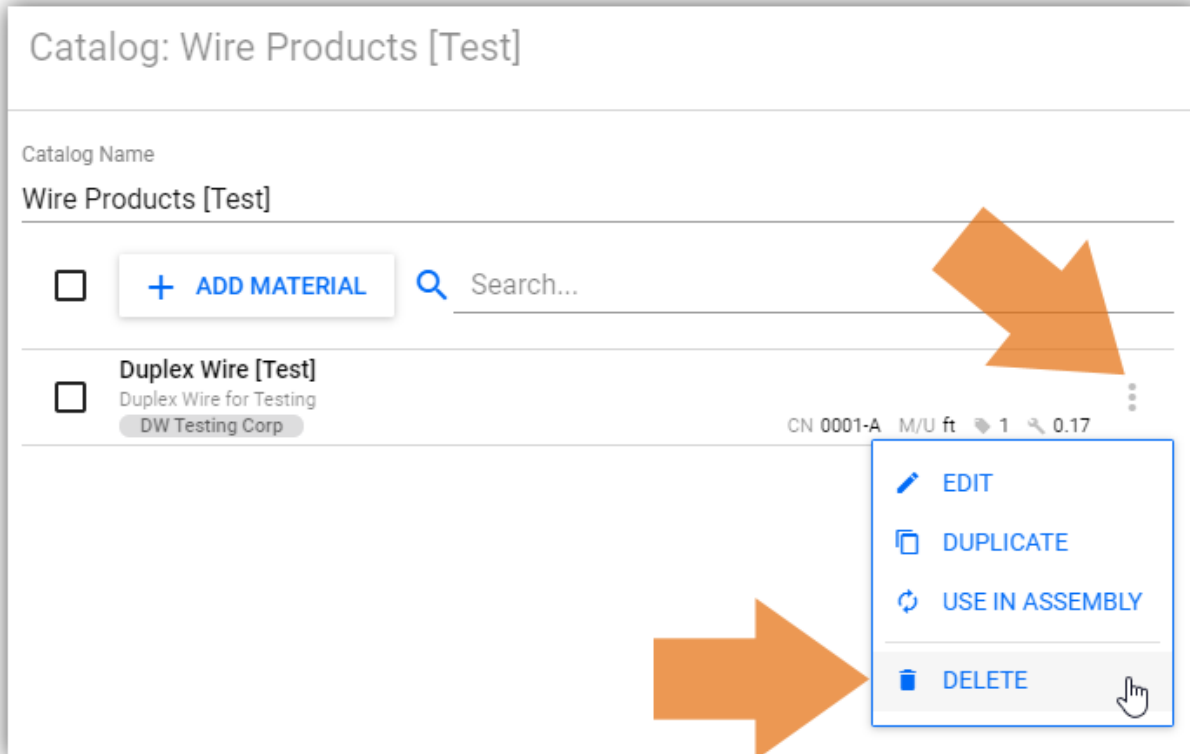 Catalog: Wire Products [Test]
Catalog Name
Wire Products [Test]
ADD MATERIAL
Search...
Duplex Wire [Test]
Duplex Wire for Testing
DW Testing Corp
CN 0001-A M/U ft 1 0.17
EDIT
DUPLICATE
USE IN ASSEMBLY
DELETE